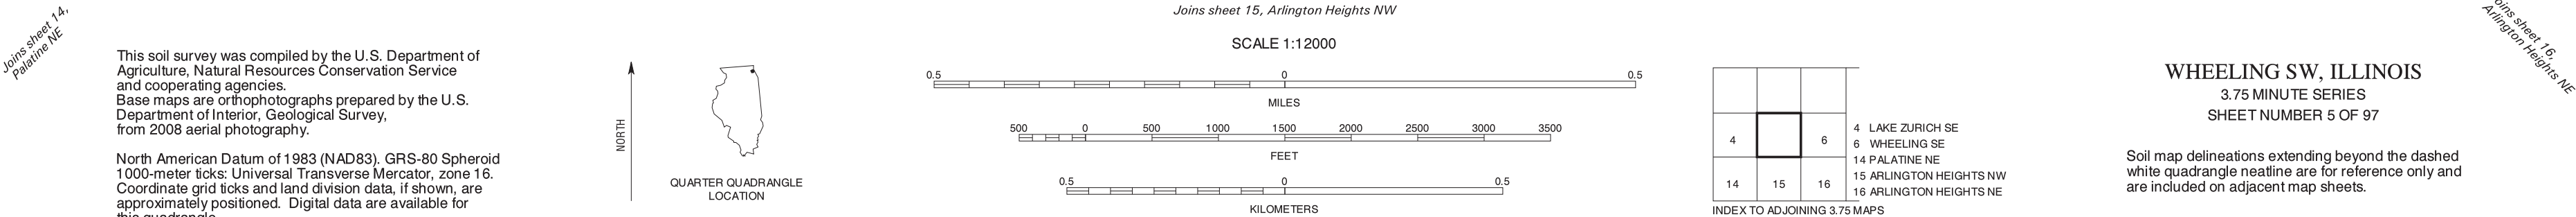 Joins sheet 14,
Palatine NE
This soil survey was compiled by the U.S. Department of
Agriculture, Natural Resources Conservation Service
and cooperating agencies.
Base maps are orthophotographs prepared by the U.S.
Department of Interior, Geological Survey,
from 2008 aerial photography.
North American Datum of 1983 (NAD83). GRS-80 Spheroid
1000-meter ticks: Universal Transverse Mercator, zone 16.
Coordinate grid ticks and land division data, if shown, are
approximately positioned. Digital data are available for
this quadrangle.
NORTH
QUARTER QUADRANGLE
LOCATION
Joins sheet 15, Arlington Heights NW
SCALE 1:12000
0.5 0 0.5
MILES
500 0 500 1000 1500 2000 2500 3000 3500
FEET
0.5 0 0.5
KILOMETERS
4 6
14 15 16
4 LAKE ZURICH SE
6 WHEELING SE
14 PALATINE NE
15 ARLINGTON HEIGHTS NW
16 ARLINGTON HEIGHTS NE
INDEX TO ADJOINING 3.75 MAPS
WHEELING SW, ILLINOIS
3.75 MINUTE SERIES
SHEET NUMBER 5 OF 97
Soil map delineations extending beyond the dashed
white quadrangle neatline are for reference only and
are included on adjacent map sheets.
Joins sheet 16,
Arlington Heights NE